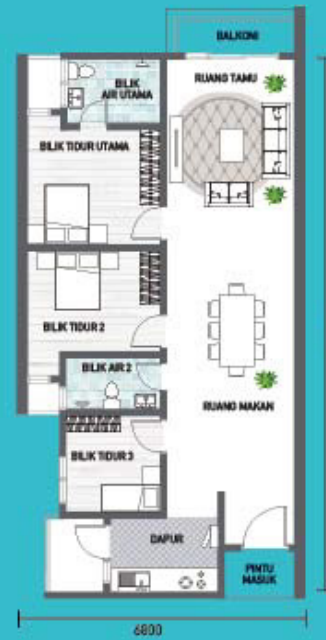 BALKONI
BILIK
AIR UTAMA
RUANG TAMU
BILIK TIDUR UTAMA
BILIK TIDUR 2
BILIK AIR 2
RUANG MAKAN
BILIK TIDUR 3
DAPUR
PINTU
MASUK
6800